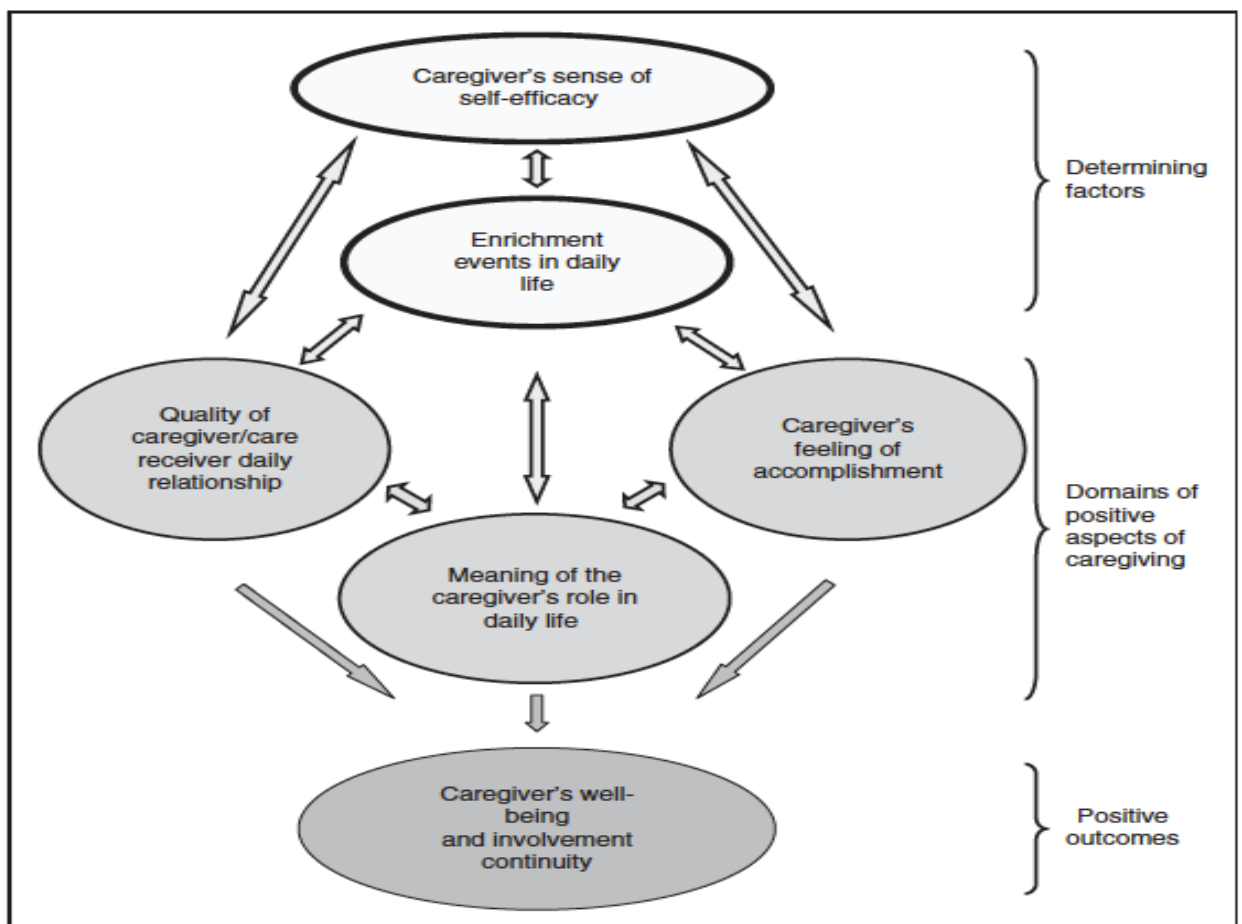 Caregiver's sense of
self-efficacy
Determining
factors
Enrichment
events in daily
life
Quality of
caregiver/care
receiver daily
relationship
Caregiver's
feeling of
accomplishment
Domains of
positive
aspects of
caregiving
Meaning of the
caregiver's role in
daily life
Caregiver's well-
being
and involvement
continuity
Positive
outcomes